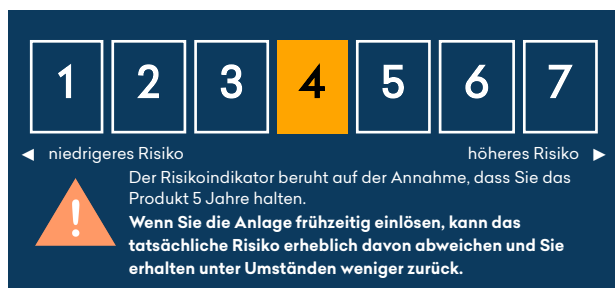 1 2 3 4 5 6 7
◄ niedrigeres Risiko höheres Risiko ►
Der Risikoindikator beruht auf der Annahme, dass Sie das
Produkt 5 Jahre halten.
!
Wenn Sie die Anlage frühzeitig einlösen, kann das
tatsächliche Risiko erheblich davon abweichen und Sie
erhalten unter Umständen weniger zurück.